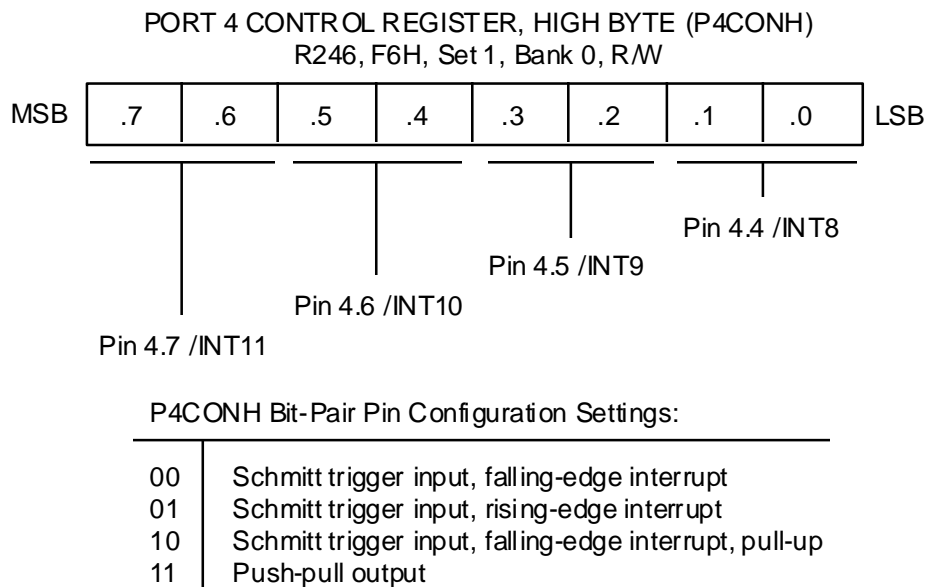 PORT 4 CONTROL REGISTER, HIGH BYTE (P4CONH)
R246, F6H, Set 1, Bank 0, R/W
MSB .7 .6 .5 .4 .3 .2 .1 .0 LSB
Pin 4.4 /INT8
Pin 4.5 /INT9
Pin 4.6 /INT10
Pin 4.7 /INT11
P4CONH Bit-Pair Pin Configuration Settings:
00 Schmitt trigger input, falling-edge interrupt
01 Schmitt trigger input, rising-edge interrupt
10 Schmitt trigger input, falling-edge interrupt, pull-up
11 Push-pull output